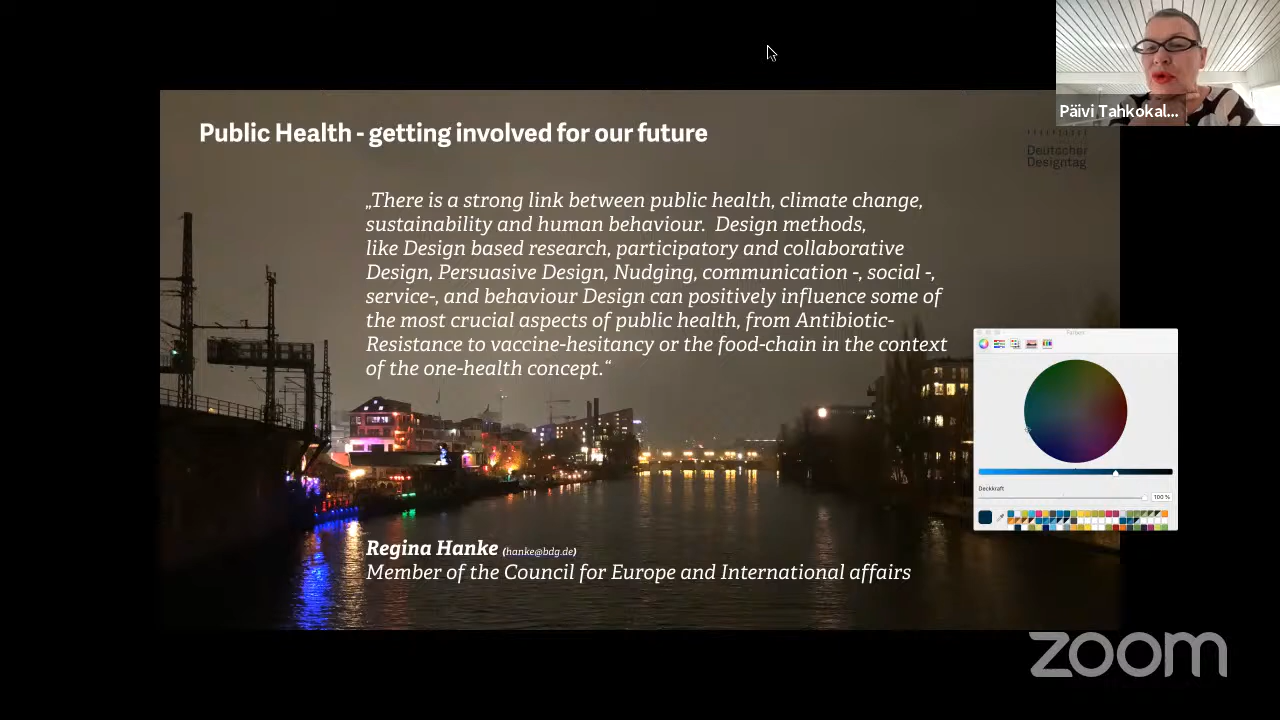 Päivi Tahkokal...
Public Health - getting involved for our future
Deutscher
Designtag
„There is a strong link between public health, climate change,
sustainability and human behaviour.  Design methods,
like Design based research, participatory and collaborative
Design, Persuasive Design, Nudging, communication -, social -,
service-, and behaviour Design can positively influence some of
the most crucial aspects of public health, from Antibiotic-
Resistance to vaccine-hesitancy or the food-chain in the context
of the one-health concept.“
Farben
Deckkraft
100 %
Regina Hanke (hanke@bdg.de)
Member of the Council for Europe and International affairs
zoom